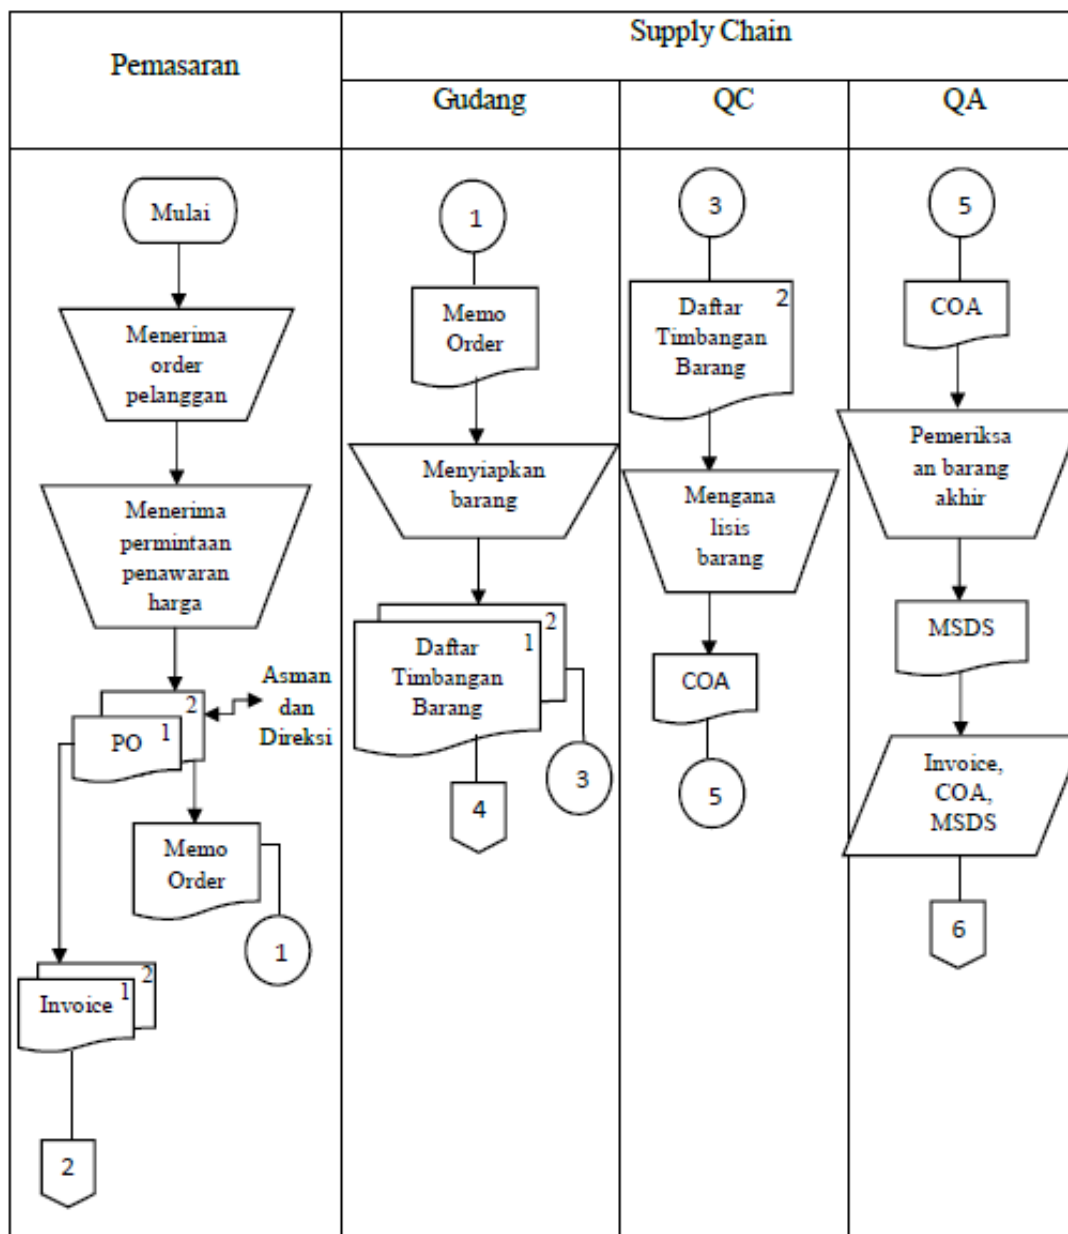 Pemasaran
Supply Chain
Gudang
QC
QA
Mulai
Menerima
order
pelanggan
Menerima
permintaan
penawaran
harga
2
PO
1
Asman
dan
Direksi
Memo
Order
1
2
Invoice
1
2
1
Memo
Order
Menyiapkan
barang
2
1
Daftar
Timbangan
Barang
3
4
3
2
Daftar
Timbangan
Barang
Mengana
lisis
barang
COA
5
5
COA
Pemeriksa
an barang
akhir
MSDS
Invoice,
COA,
MSDS
6